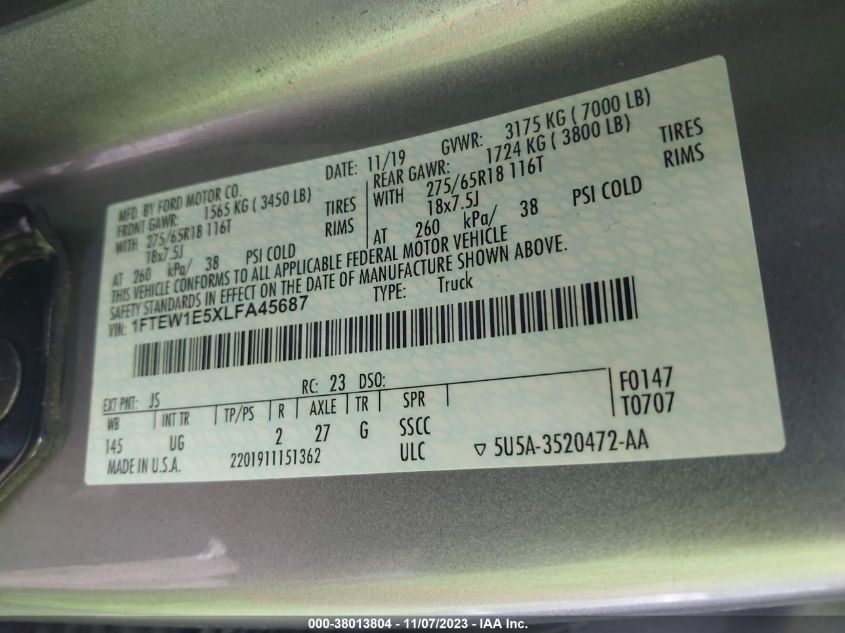 MFD. BY FORD MOTOR CO.
DATE: 11/19 GVWR: 3175 KG ( 7000 LB)
FRONT GAWR: 1565 KG ( 3450 LB)
REAR GAWR: 1724 KG ( 3800 LB)
WITH 275/65R18 116T TIRES
WITH 275/65R18 116T TIRES
18x7.5J RIMS
18x7.5J RIMS
AT 260 kPa/ 38 PSI COLD
AT 260 kPa/ 38 PSI COLD
THIS VEHICLE CONFORMS TO ALL APPLICABLE FEDERAL MOTOR VEHICLE
SAFETY STANDARDS IN EFFECT ON THE DATE OF MANUFACTURE SHOWN ABOVE.
VIN: 1FTEW1E5XLFA45687 TYPE: Truck
EXT PNT: J5 RC: 23 DSO: F0147
WB INT TR TP/PS R AXLE TR SPR T0707
145 UG 2 27 G SSCC
MADE IN U.S.A. 2201911151362 ULC ▽ 5U5A-3520472-AA
000-38013804 - 11/07/2023 - IAA Inc.